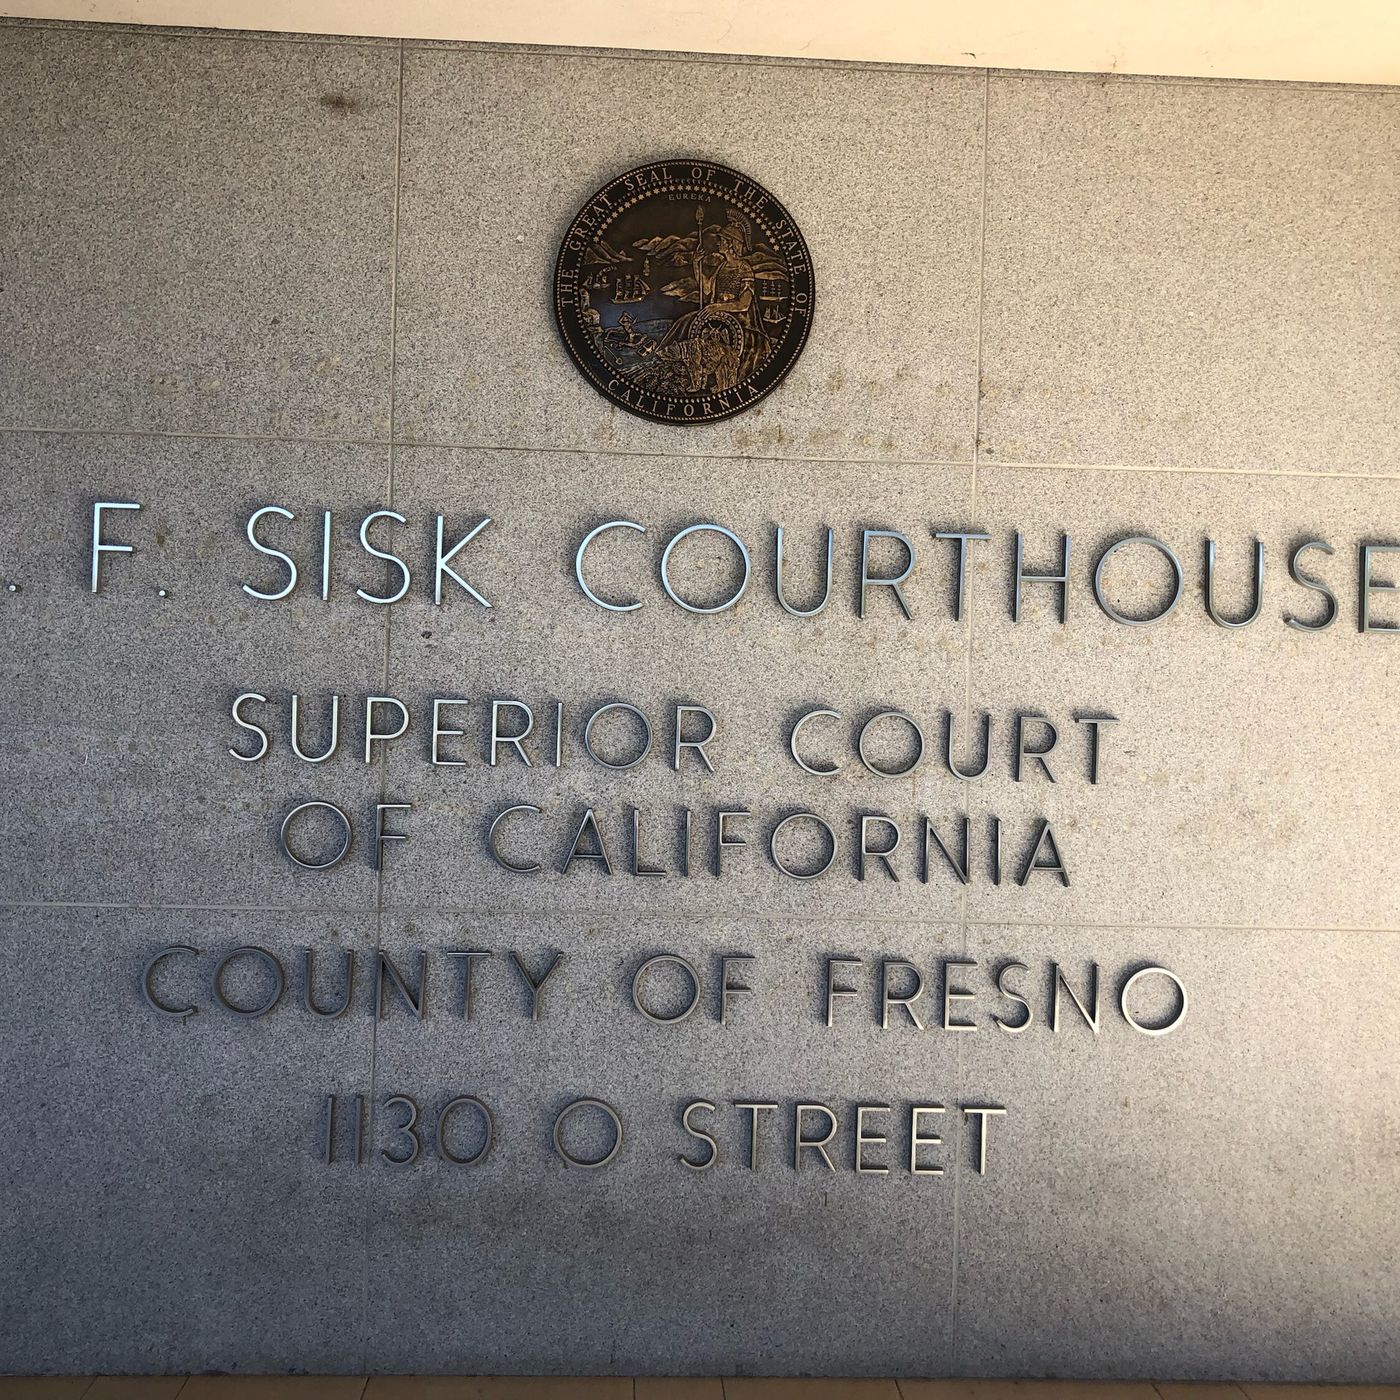 THE GREAT SEAL OF THE STATE OF CALIFORNIA
EUREKA
. F. SISK COURTHOUSE
SUPERIOR COURT
OF CALIFORNIA
COUNTY OF FRESNO
1130 O STREET